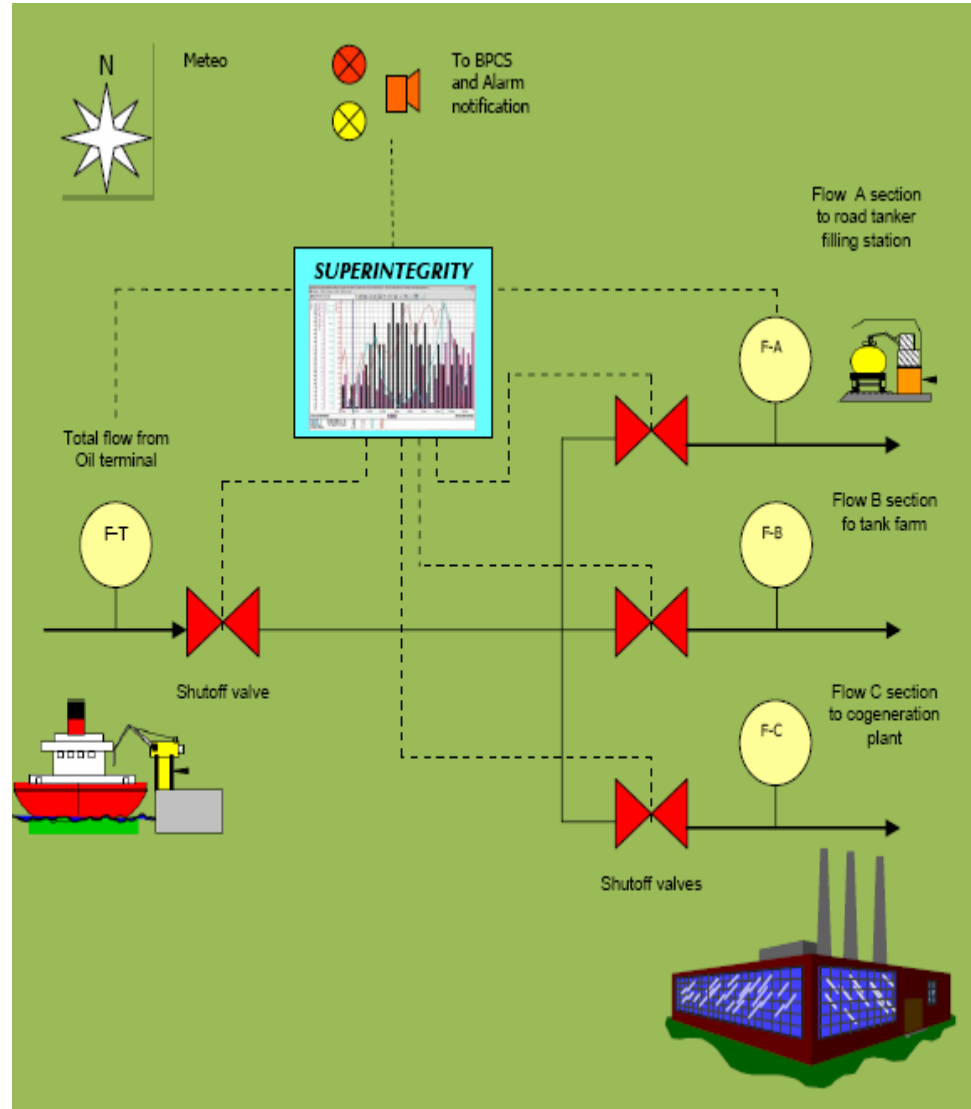 N
Meteo
To BPCS
and Alarm
notification
Flow A section
to road tanker
filling station
SUPERINTEGRITY
F-A
Total flow from
Oil terminal
Flow B section
fo tank farm
F-T
F-B
Shutoff valve
Flow C section
to cogeneration
plant
F-C
Shutoff valves